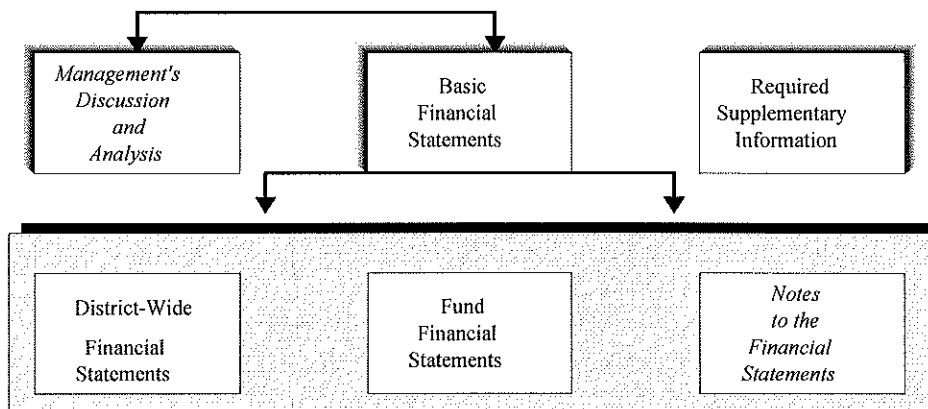 Management's
Discussion
and
Analysis
Basic
Financial
Statements
Required
Supplementary
Information
District-Wide
Financial
Statements
Fund
Financial
Statements
Notes
to the
Financial
Statements